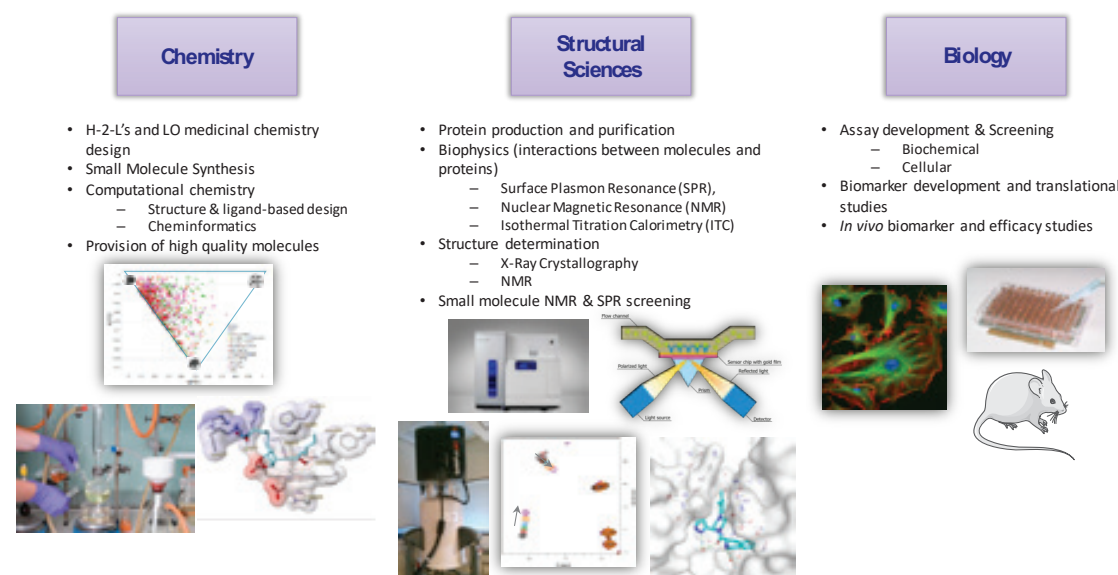 Chemistry
• H-2-L's and LO medicinal chemistry
design
• Small Molecule Synthesis
• Computational chemistry
– Structure & ligand-based design
– Cheminformatics
• Provision of high quality molecules
Structural
Sciences
• Protein production and purification
• Biophysics (interactions between molecules and
proteins)
– Surface Plasmon Resonance (SPR),
– Nuclear Magnetic Resonance (NMR)
– Isothermal Titration Calorimetry (ITC)
• Structure determination
– X-Ray Crystallography
– NMR
• Small molecule NMR & SPR screening
Flow channel
Sensor chip with gold film
Polarized light
Reflected light
Prism
Light source
Detector
Biology
• Assay development & Screening
– Biochemical
– Cellular
• Biomarker development and translational
studies
• In vivo biomarker and efficacy studies